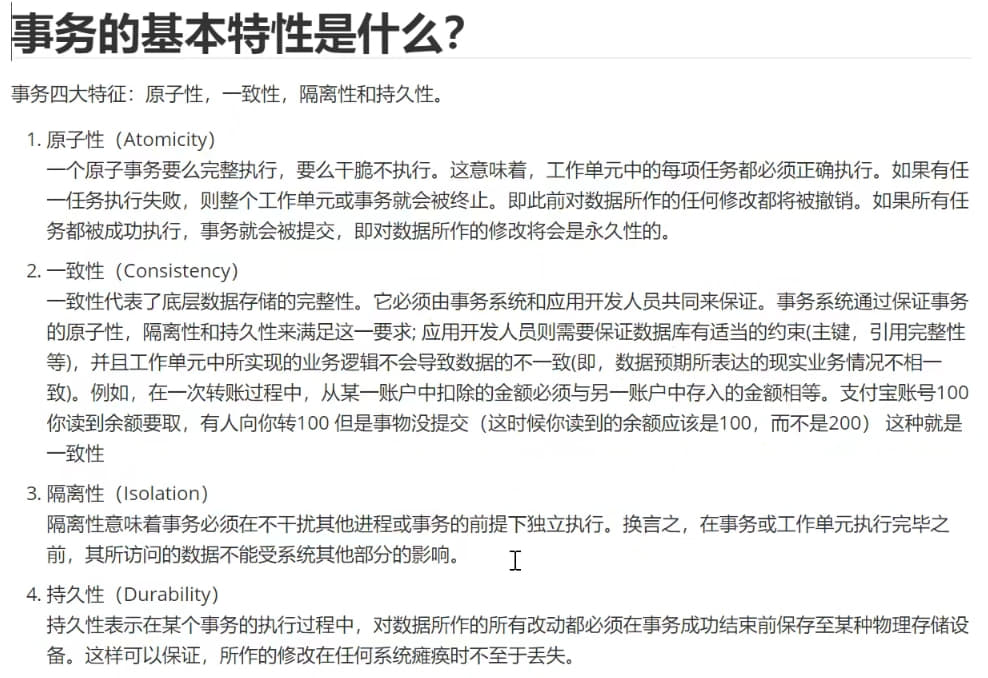 事务的基本特性是什么?
事务四大特征：原子性，一致性，隔离性和持久性。
1. 原子性（Atomicity）
一个原子事务要么完整执行，要么干脆不执行。这意味着，工作单元中的每项任务都必须正确执行。如果有任
一任务执行失败，则整个工作单元或事务就会被终止。即此前对数据所作的任何修改都将被撤销。如果所有任
务都被成功执行，事务就会被提交，即对数据所作的修改将会是永久性的。
2. 一致性（Consistency）
一致性代表了底层数据存储的完整性。它必须由事务系统和应用开发人员共同来保证。事务系统通过保证事务
的原子性，隔离性和持久性来满足这一要求; 应用开发人员则需要保证数据库有适当的约束(主键，引用完整性
等)，并且工作单元中所实现的业务逻辑不会导致数据的不一致(即，数据预期所表达的现实业务情况不相一
致)。例如，在一次转账过程中，从某一账户中扣除的金额必须与另一账户中存入的金额相等。支付宝账号100
你读到余额要取，有人向你转100 但是事物没提交（这时候你读到的余额应该是100，而不是200） 这种就是
一致性
3. 隔离性（Isolation）
隔离性意味着事务必须在不干扰其他进程或事务的前提下独立执行。换言之，在事务或工作单元执行完毕之
前，其所访问的数据不能受系统其他部分的影响。
4. 持久性（Durability）
持久性表示在某个事务的执行过程中，对数据所作的所有改动都必须在事务成功结束前保存至某种物理存储设
备。这样可以保证，所作的修改在任何系统瘫痪时不至于丢失。